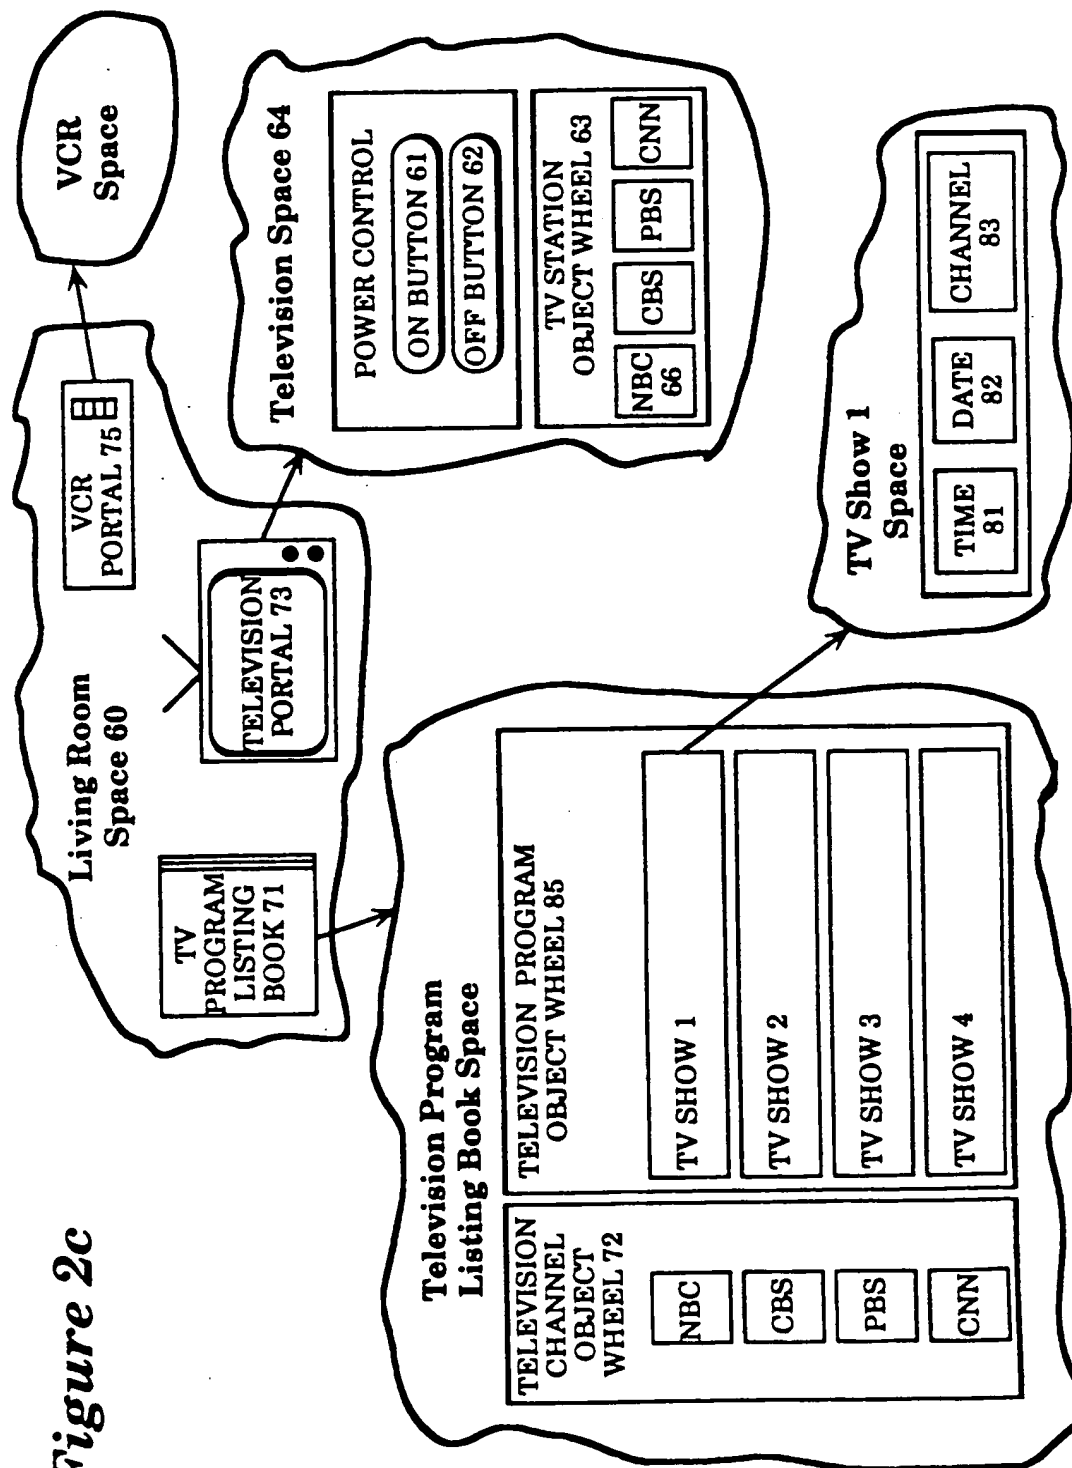 Figure 2c
Living Room
Space 60
TV
PROGRAM
LISTING
BOOK 71
TELEVISION
PORTAL 73
VCR
PORTAL 75
VCR
Space
Television Space 64
POWER CONTROL
ON BUTTON 61
OFF BUTTON 62
TV STATION
OBJECT WHEEL 63
NBC
66
CBS
PBS
CNN
Television Program
Listing Book Space
TELEVISION
CHANNEL
OBJECT
WHEEL 72
NBC
CBS
PBS
CNN
TELEVISION PROGRAM
OBJECT WHEEL 85
TV SHOW 1
TV SHOW 2
TV SHOW 3
TV SHOW 4
TV Show 1
Space
TIME
81
DATE
82
CHANNEL
83